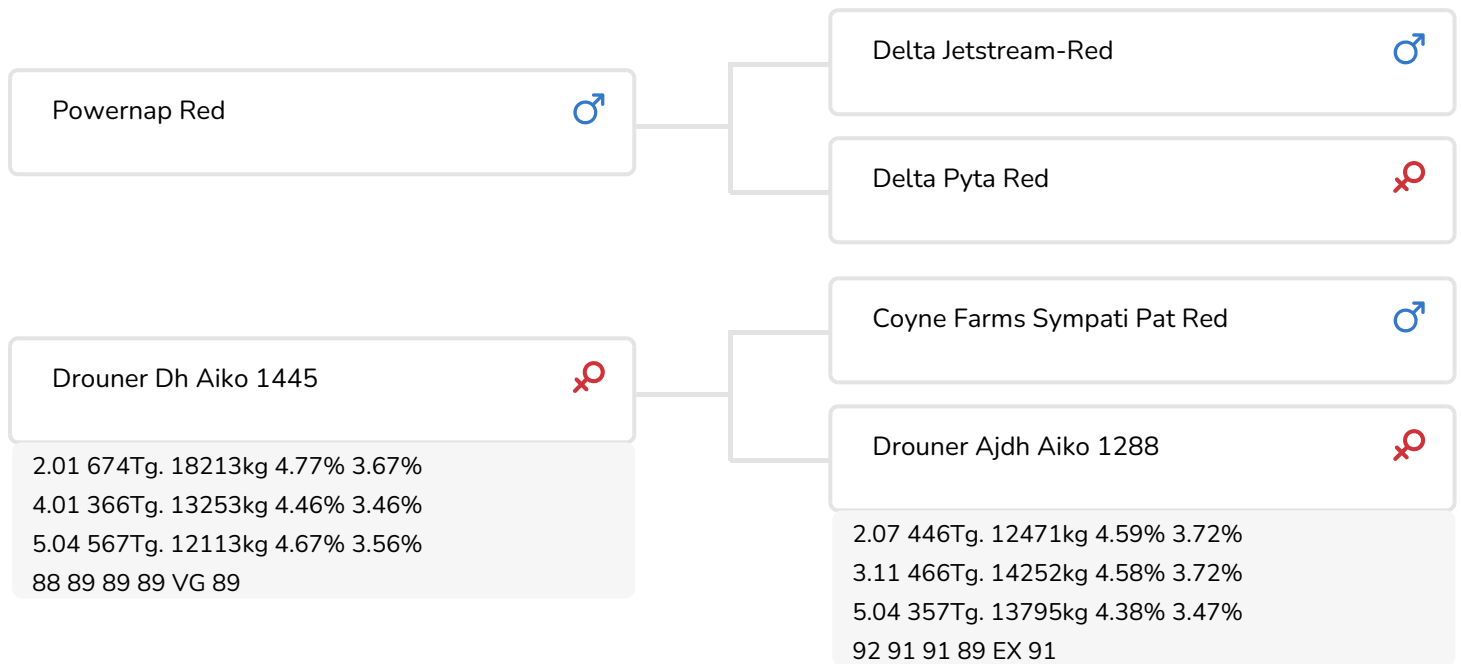 Powernap Red
Delta Jetstream-Red
Delta Pyta Red
Drouner Dh Aiko 1445
2.01 674Tg. 18213kg 4.77% 3.67%
4.01 366Tg. 13253kg 4.46% 3.46%
5.04 567Tg. 12113kg 4.67% 3.56%
88 89 89 89 VG 89
Coyne Farms Sympati Pat Red
Drouner Ajdh Aiko 1288
2.07 446Tg. 12471kg 4.59% 3.72%
3.11 466Tg. 14252kg 4.58% 3.72%
5.04 357Tg. 13795kg 4.38% 3.47%
92 91 91 89 EX 91